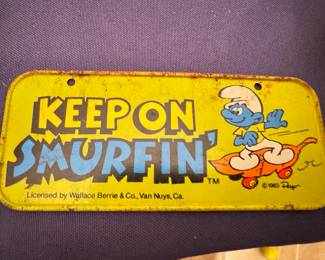 KEEP ON
SMURFIN'
TM
Licensed by Wallace Berrie & Co., Van Nuys, Ca.
© 1983 Peyo